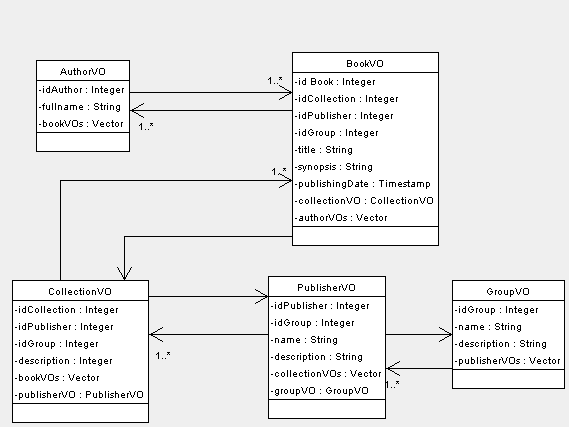 AuthorVO
-idAuthor : Integer
-fullname : String
-bookVOs : Vector
BookVO
-id Book : Integer
-idCollection : Integer
-idPublisher : Integer
-idGroup : Integer
-title : String
-synopsis : String
-publishingDate : Timestamp
-collectionVO : CollectionVO
-authorVOs : Vector
1..*
1..*
1..*
CollectionVO
-idCollection : Integer
-idPublisher : Integer
-idGroup : Integer
-description : Integer
-bookVOs : Vector
-publisherVO : PublisherVO
1..*
PublisherVO
-idPublisher : Integer
-idGroup : Integer
-name : String
-description : String
-collectionVOs : Vector
-groupVO : GroupVO
1..*
GroupVO
-idGroup : Integer
-name : String
-description : String
-publisherVOs : Vector